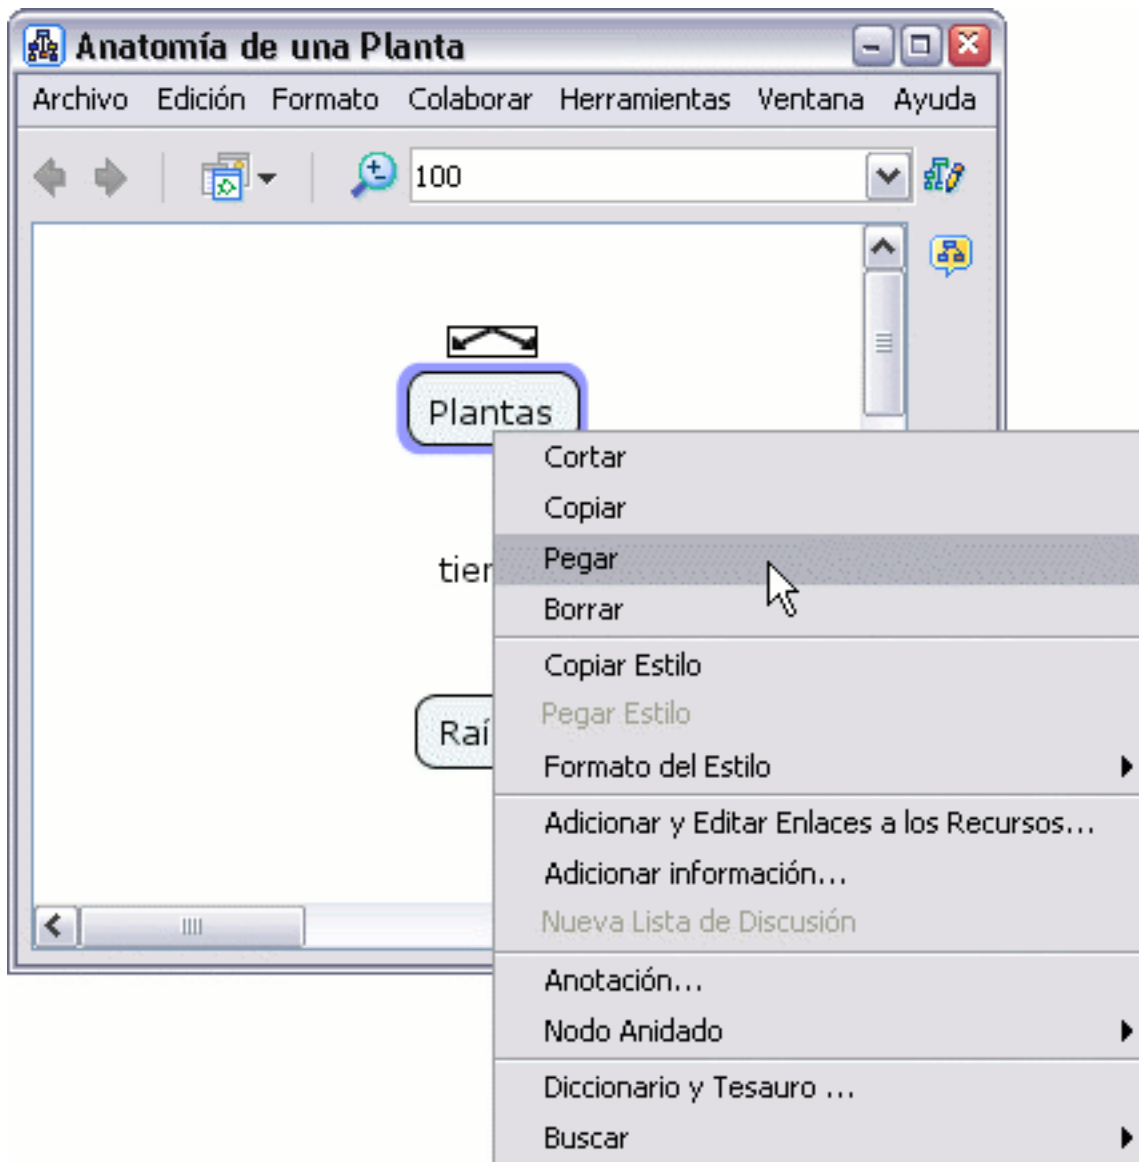 Anatomía de una Planta
Archivo Edición Formato Colaborar Herramientas Ventana Ayuda
100
Plantas
Cortar
Copiar
Pegar
Borrar
Copiar Estilo
Pegar Estilo
Formato del Estilo
Adicionar y Editar Enlaces a los Recursos...
Adicionar información...
Nueva Lista de Discusión
Anotación...
Nodo Anidado
Diccionario y Tesauro ...
Buscar